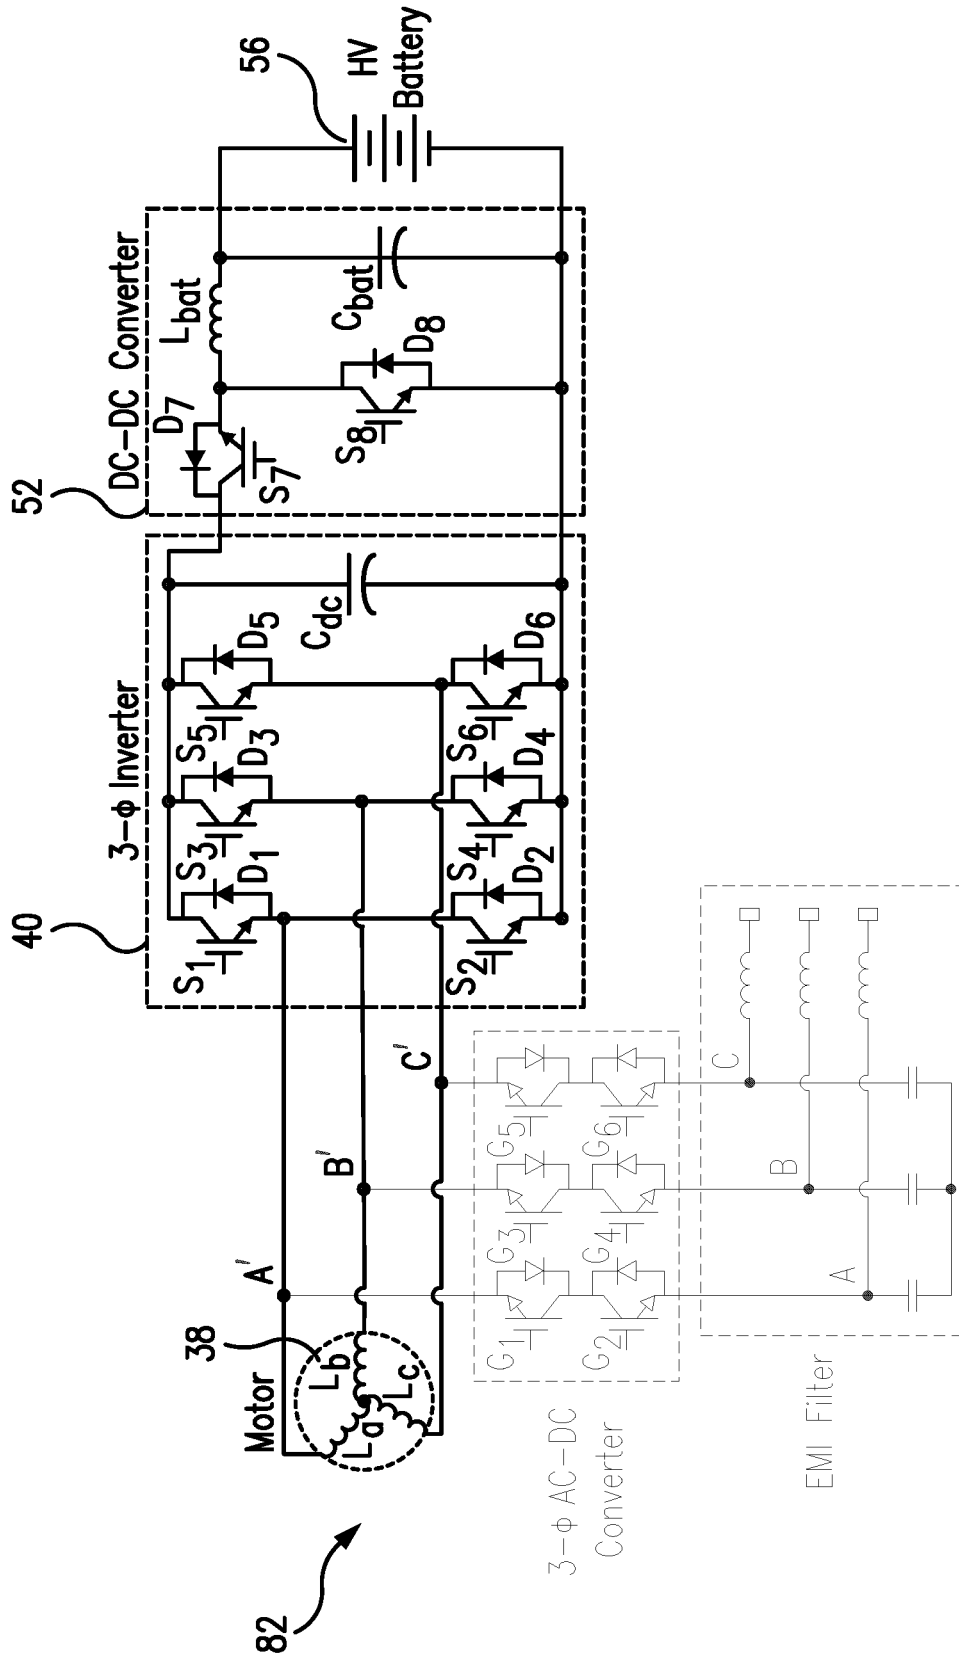 82
Motor
38
L_a
L_b
L_c
A'
B'
C'
40
3-ϕ Inverter
S_1
D_1
S_3
D_3
S_5
D_5
S_2
D_2
S_4
D_4
S_6
D_6
C_dc
52
DC-DC Converter
D_7
S_7
L_bat
S_8
D_8
C_bat
56
HV
Battery
3-ϕ AC-DC
Converter
G_1
G_3
G_5
G_2
G_4
G_6
EMI Filter
A
B
C